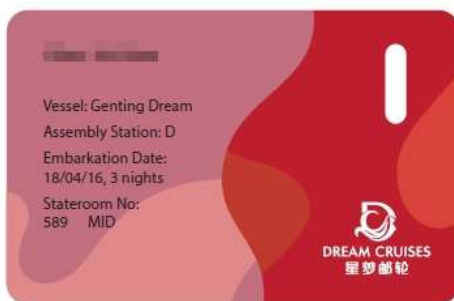 Vessel: Genting Dream
Assembly Station: D
Embarkation Date:
18/04/16, 3 nights
Stateroom No:
589 MID
DREAM CRUISES
星梦邮轮